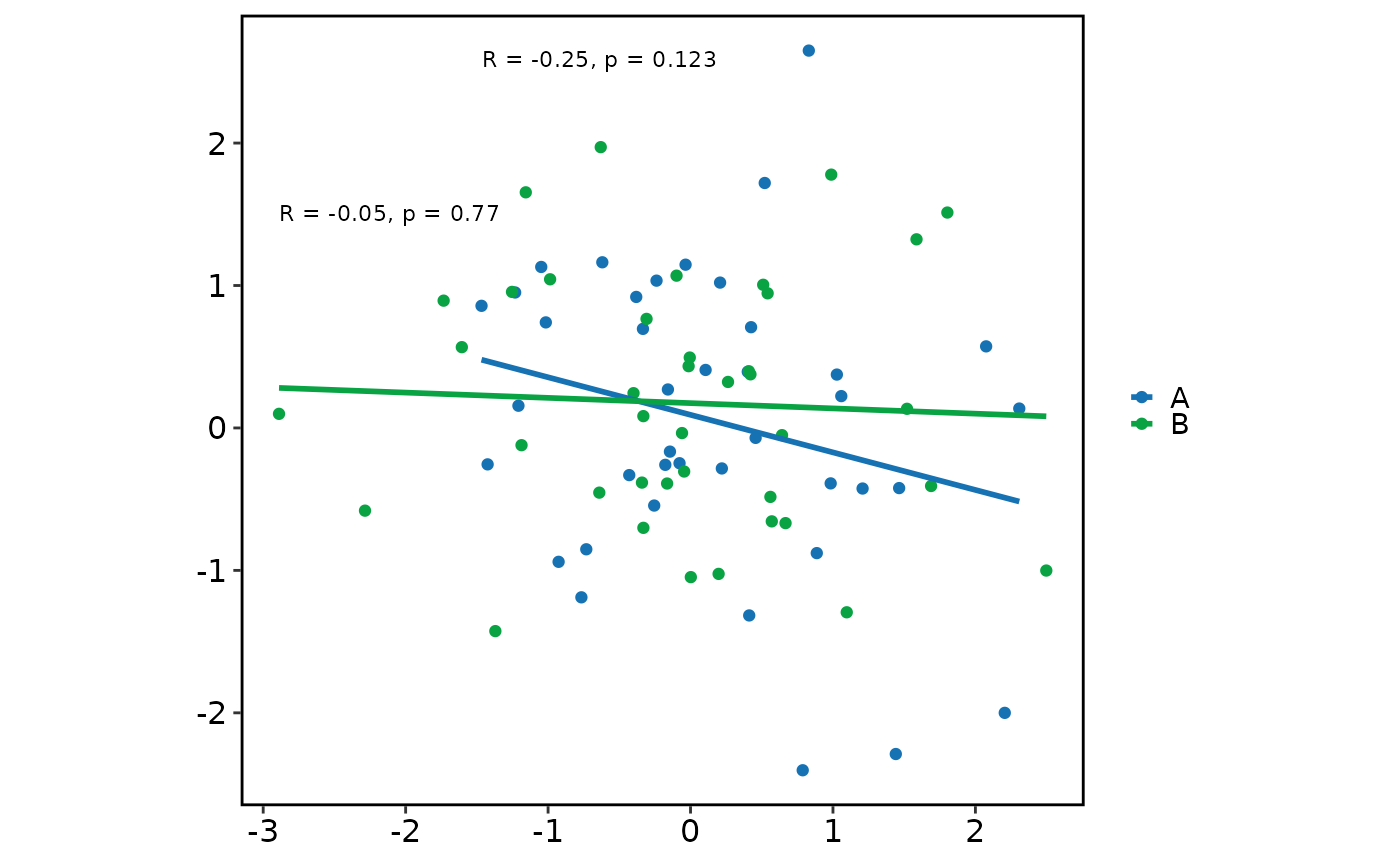 R = -0.25, p = 0.123
2
R = -0.05, p = 0.77
1
0
-1
-2
-3 -2 -1 0 1 2
A
B